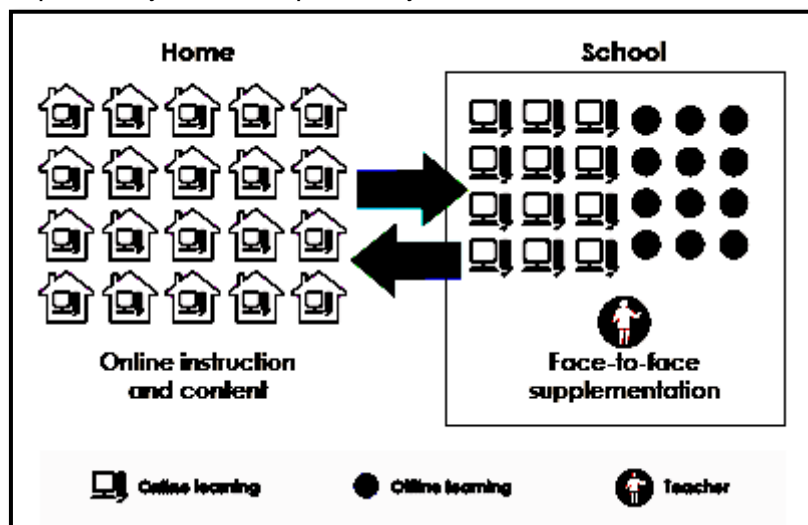 Home
School
Online instruction
and content
Face-to-face
supplementation
Online learning
Offline learning
Teacher